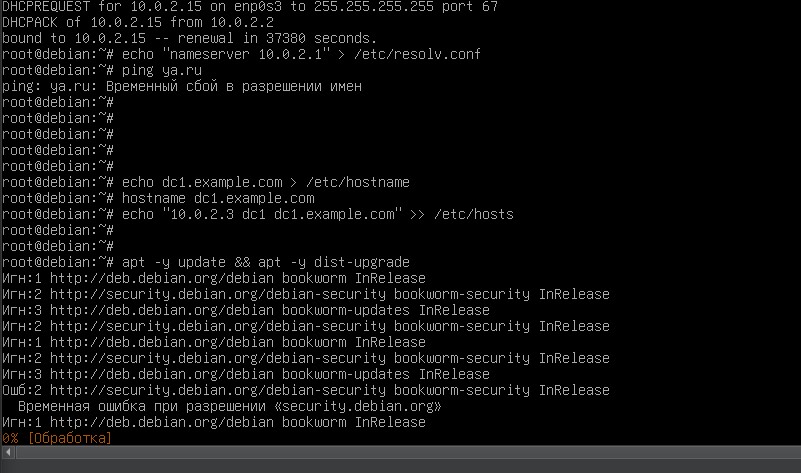 DHCPREQUEST for 10.0.2.15 on enp0s3 to 255.255.255.255 port 67
DHCPACK of 10.0.2.15 from 10.0.2.2
bound to 10.0.2.15 -- renewal in 37380 seconds.
root@debian:~# echo "nameserver 10.0.2.1" > /etc/resolv.conf
root@debian:~# ping ya.ru
ping: ya.ru: Временный сбой в разрешении имен
root@debian:~#
root@debian:~#
root@debian:~#
root@debian:~#
root@debian:~#
root@debian:~# echo dc1.example.com > /etc/hostname
root@debian:~# hostname dc1.example.com
root@debian:~# echo "10.0.2.3 dc1 dc1.example.com" >> /etc/hosts
root@debian:~#
root@debian:~#
root@debian:~# apt -y update && apt -y dist-upgrade
Игн:1 http://deb.debian.org/debian bookworm InRelease
Игн:2 http://security.debian.org/debian-security bookworm-security InRelease
Игн:3 http://deb.debian.org/debian bookworm-updates InRelease
Игн:2 http://security.debian.org/debian-security bookworm-security InRelease
Игн:1 http://deb.debian.org/debian bookworm InRelease
Игн:2 http://security.debian.org/debian-security bookworm-security InRelease
Игн:3 http://deb.debian.org/debian bookworm-updates InRelease
Ошб:2 http://security.debian.org/debian-security bookworm-security InRelease
  Временная ошибка при разрешении «security.debian.org»
Игн:1 http://deb.debian.org/debian bookworm InRelease
0% [Обработка]